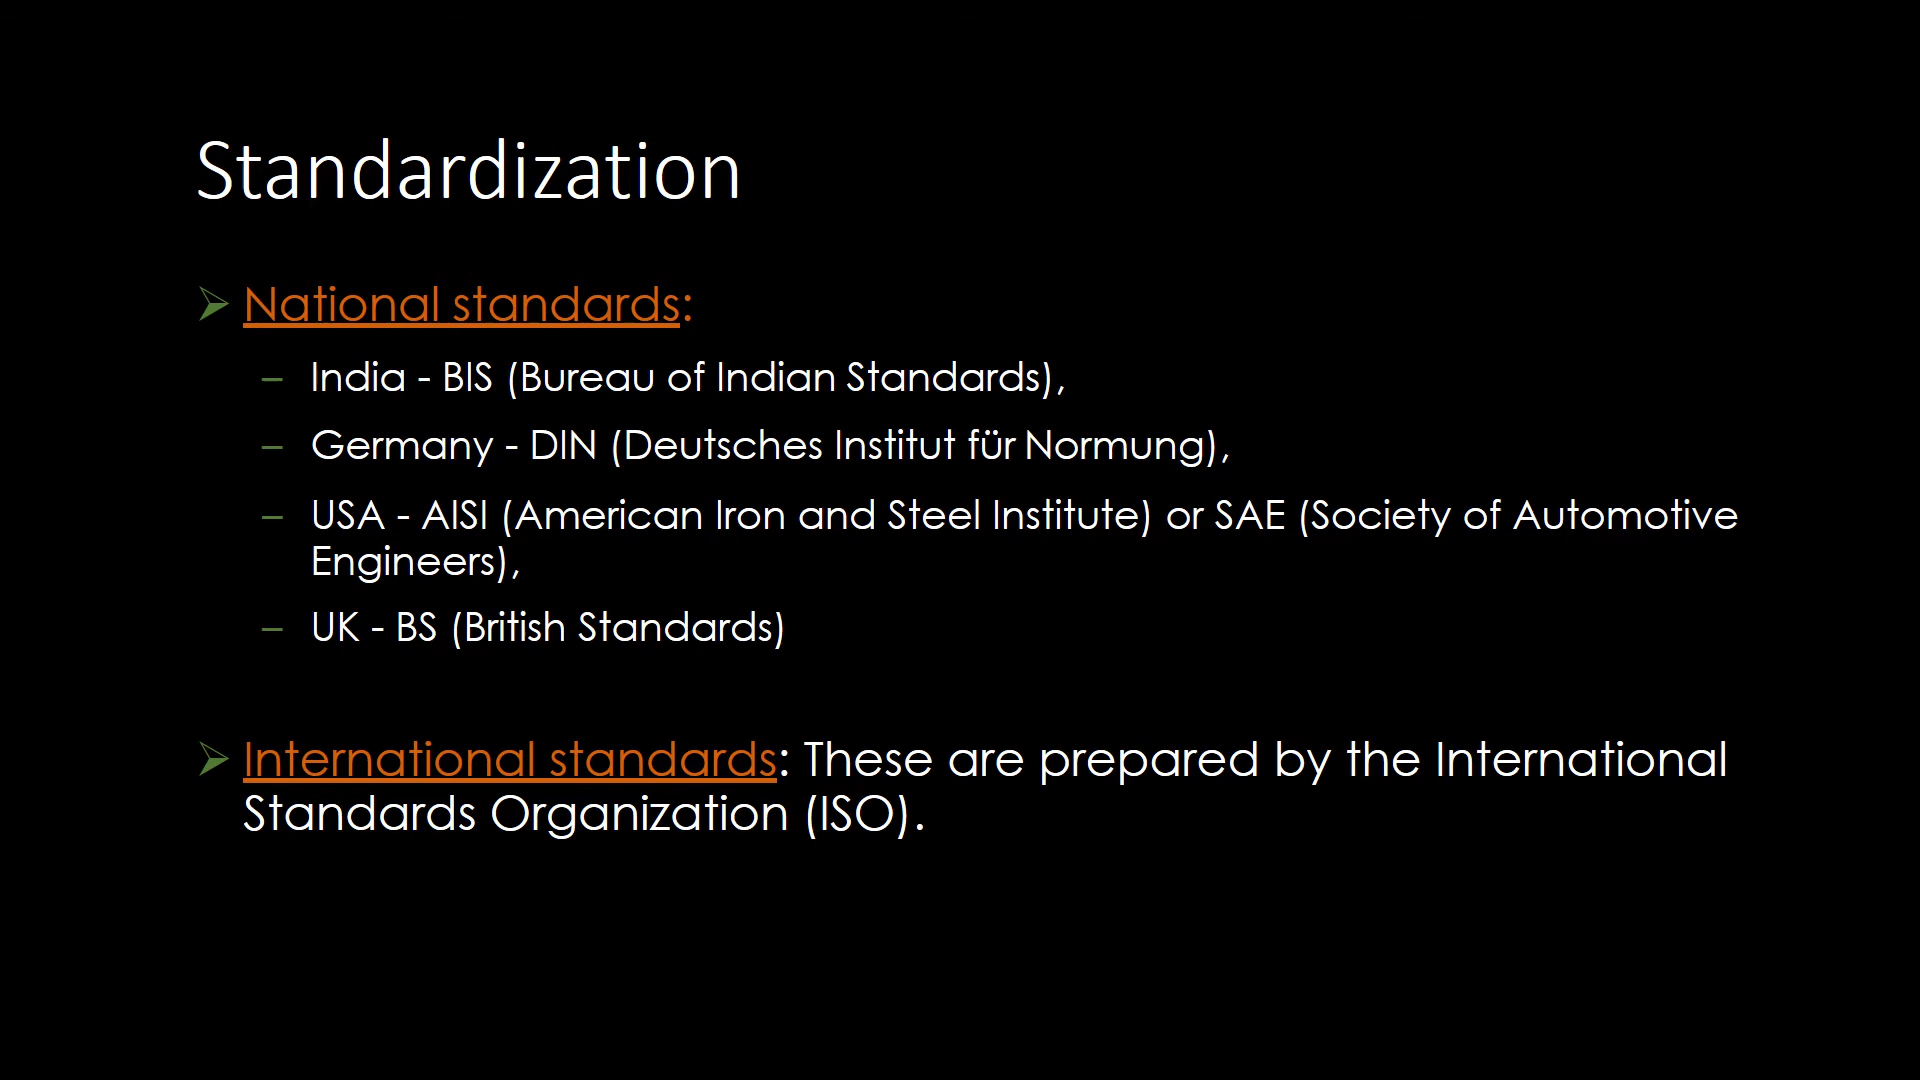 Standardization
National standards:
– India - BIS (Bureau of Indian Standards),
– Germany - DIN (Deutsches Institut für Normung),
– USA - AISI (American Iron and Steel Institute) or SAE (Society of Automotive
Engineers),
– UK - BS (British Standards)
International standards: These are prepared by the International
Standards Organization (ISO).